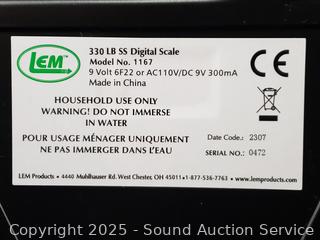 LEM
330 LB SS Digital Scale
Model No. 1167
9 Volt 6F22 or AC110V/DC 9V 300mA
Made in China
HOUSEHOLD USE ONLY
WARNING! DO NOT IMMERSE
IN WATER
POUR USAGE MÉNAGER UNIQUEMENT
NE PAS IMMERGER DANS L'EAU
CE
Date Code: 2307
SERIAL NO.: 0472
LEM Products • 4440 Muhlhauser Rd. West Chester, OH 45011 • 1-877-536-7763 • www.lemproducts.com
Copyright 2025 - Sound Auction Service